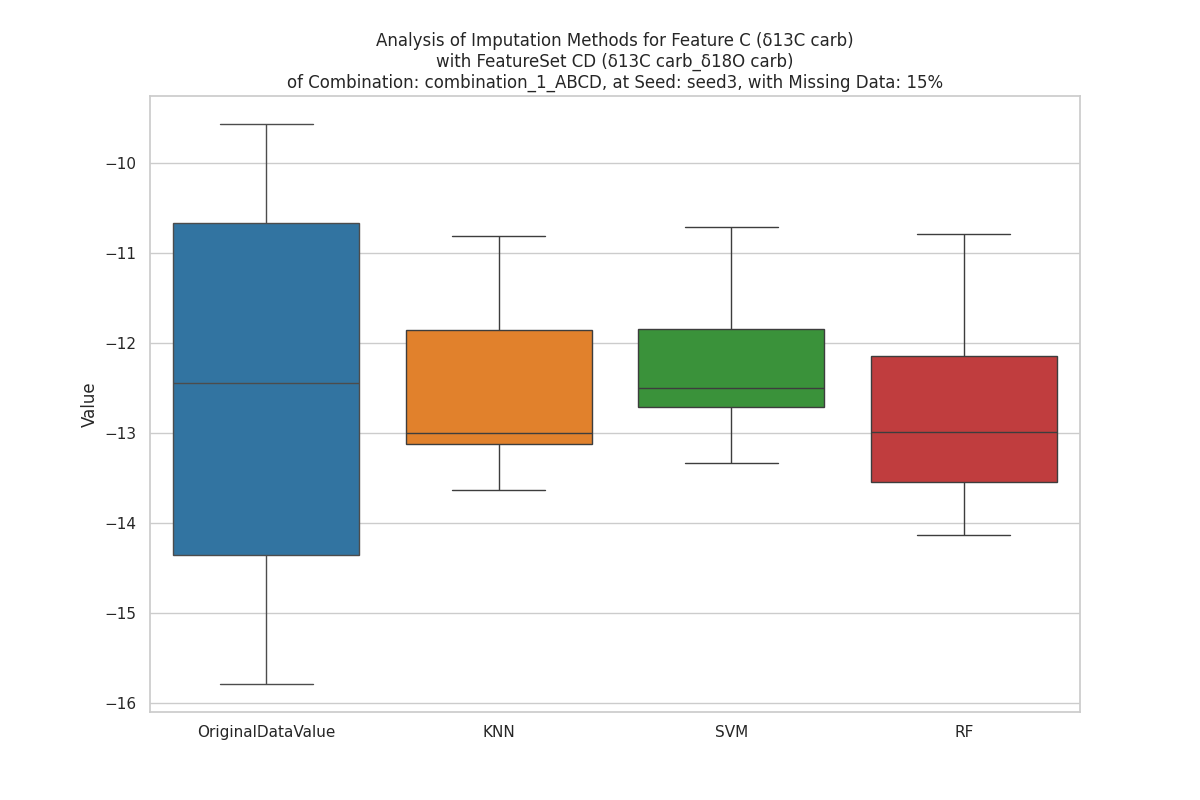 Analysis of Imputation Methods for Feature C (δ13C carb)
with FeatureSet CD (δ13C carb_δ18O carb)
of Combination: combination_1_ABCD, at Seed: seed3, with Missing Data: 15%
Value
−10
−11
−12
−13
−14
−15
−16
OriginalDataValue
KNN
SVM
RF